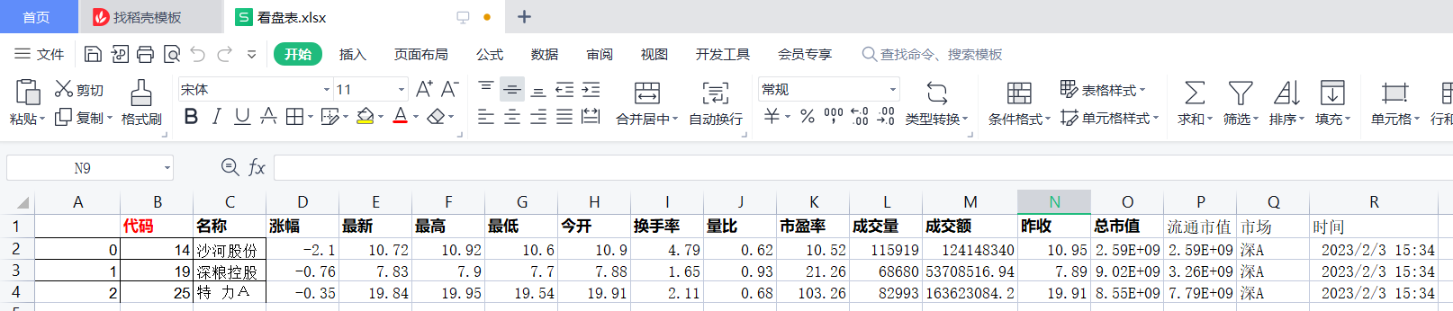 首页 找稻壳模板 看盘表.xlsx
文件 开始 插入 页面布局 公式 数据 审阅 视图 开发工具 会员专享 查找命令、搜索模板
剪切 宋体 11 A+ A- 常规 表格样式
粘贴 复制 格式刷 B I U A 合并居中 自动换行 ¥ % 000 .00 .0 类型转换 条件格式 单元格样式 求和 筛选 排序 填充 单元格 行和
N9 fx
A B C D E F G H I J K L M N O P Q R
1 代码 名称 涨幅 最新 最高 最低 今开 换手率 量比 市盈率 成交量 成交额 昨收 总市值 流通市值 市场 时间
2 0 14 沙河股份 -2.1 10.72 10.92 10.6 10.9 4.79 0.62 10.52 115919 124148340 10.95 2.59E+09 2.59E+09 深A 2023/2/3 15:34
3 1 19 深粮控股 -0.76 7.83 7.9 7.7 7.88 1.65 0.93 21.26 68680 53708516.94 7.89 9.02E+09 3.26E+09 深A 2023/2/3 15:34
4 2 25 特 力A -0.35 19.84 19.95 19.54 19.91 2.11 0.68 103.26 82993 163623084.2 19.91 8.55E+09 7.79E+09 深A 2023/2/3 15:34